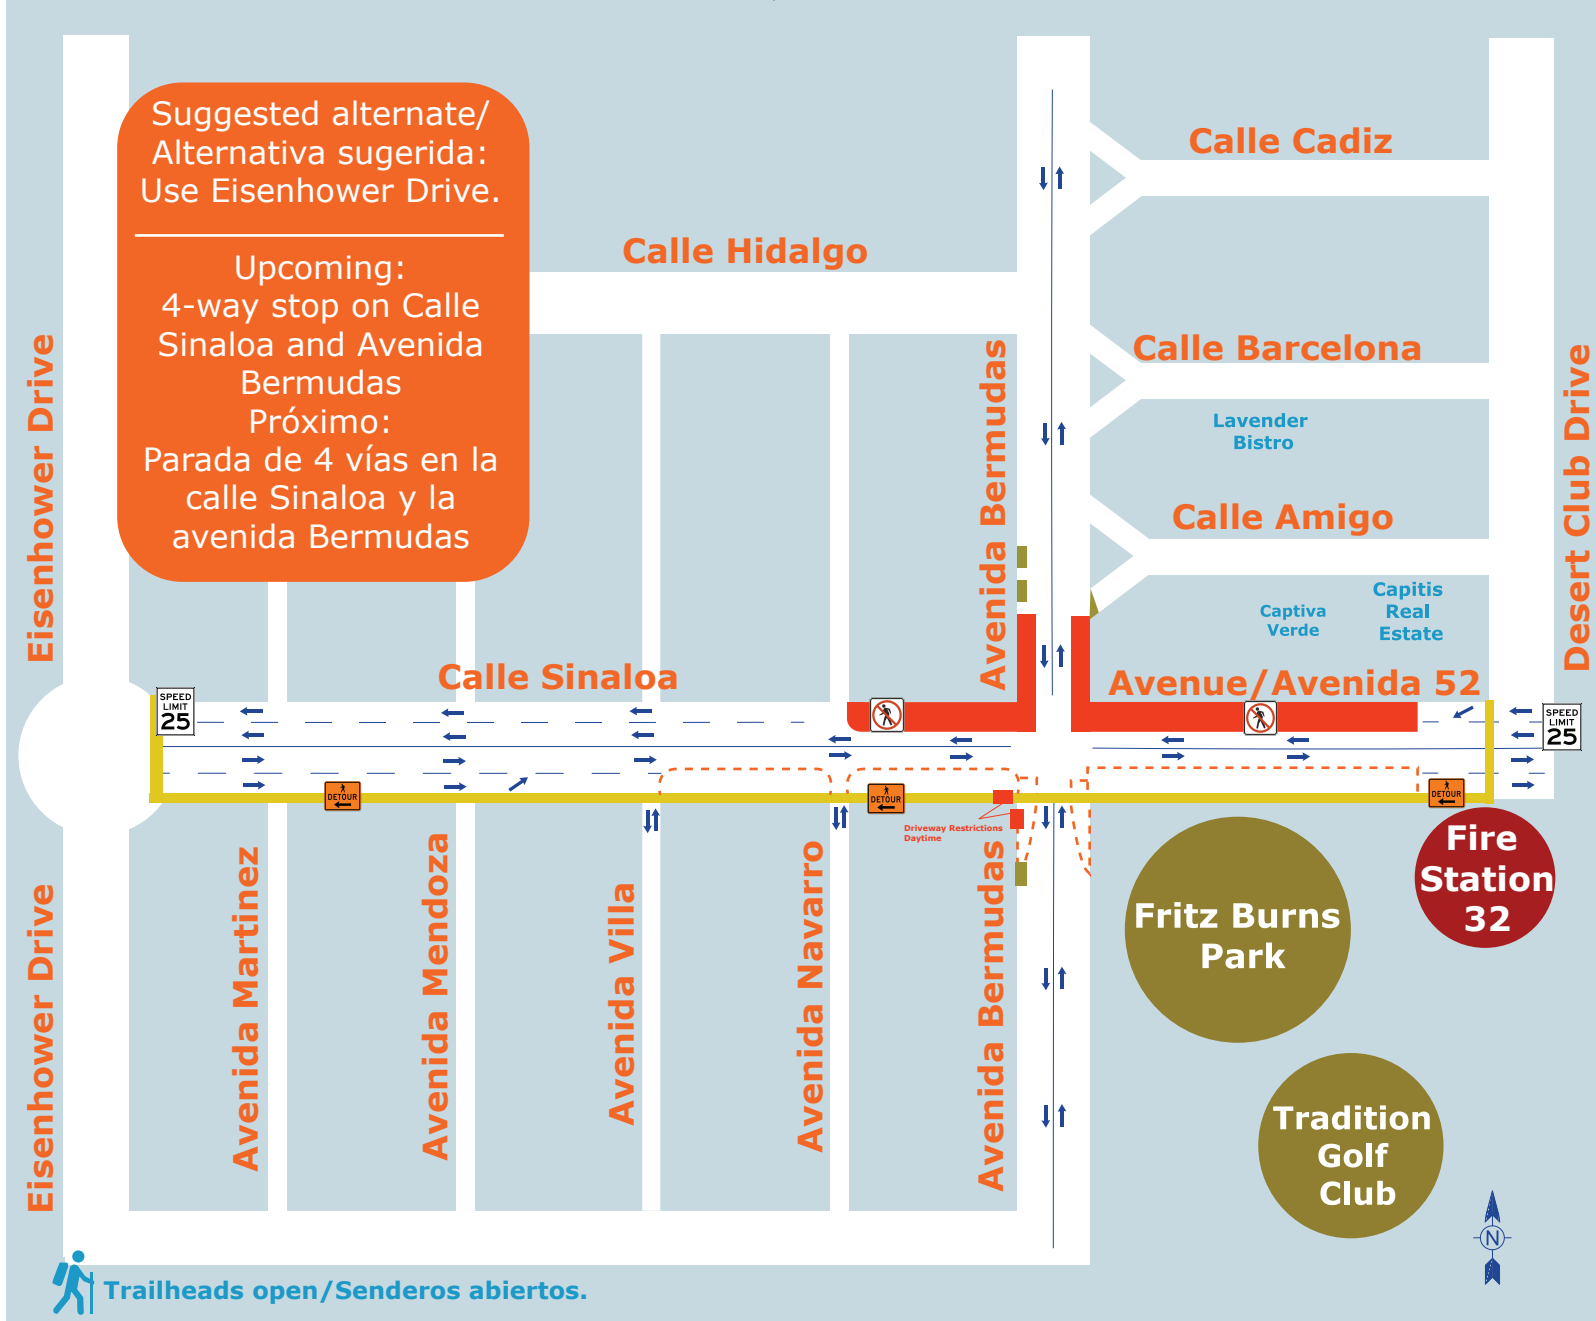 Suggested alternate/
Alternativa sugerida:
Use Eisenhower Drive.
Upcoming:
4-way stop on Calle
Sinaloa and Avenida
Bermudas
Próximo:
Parada de 4 vías en la
calle Sinaloa y la
avenida Bermudas
Calle Cadiz
Calle Hidalgo
Calle Barcelona
Lavender
Bistro
Calle Amigo
Capitis
Real
Estate
Captiva
Verde
Eisenhower Drive
Avenida Bermudas
Desert Club Drive
Calle Sinaloa
Avenue/Avenida 52
SPEED
LIMIT
25
SPEED
LIMIT
25
DETOUR
DETOUR
DETOUR
Driveway Restrictions
Daytime
Eisenhower Drive
Avenida Martinez
Avenida Mendoza
Avenida Villa
Avenida Navarro
Avenida Bermudas
Fritz Burns
Park
Fire
Station
32
Tradition
Golf
Club
N
Trailheads open/Senderos abiertos.